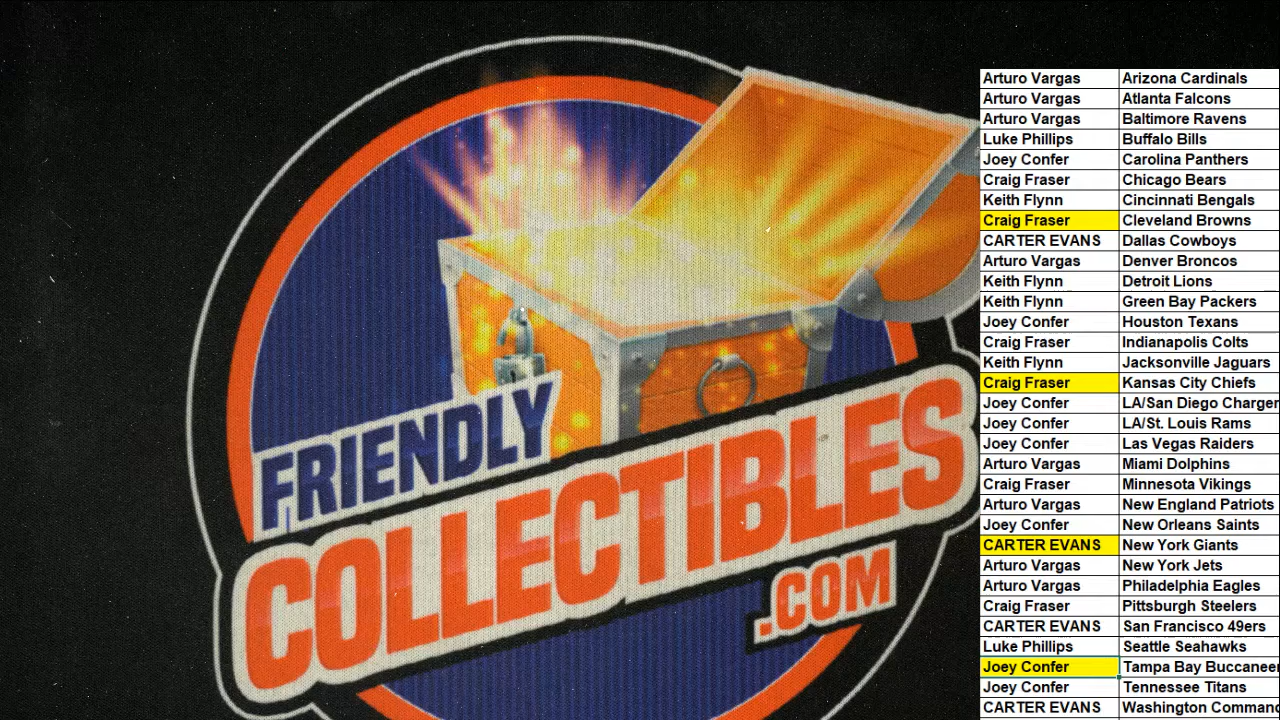 FRIENDLY
COLLECTIBLES
.COM
Arturo Vargas Arizona Cardinals
Arturo Vargas Atlanta Falcons
Arturo Vargas Baltimore Ravens
Luke Phillips Buffalo Bills
Joey Confer Carolina Panthers
Craig Fraser Chicago Bears
Keith Flynn Cincinnati Bengals
Craig Fraser Cleveland Browns
CARTER EVANS Dallas Cowboys
Arturo Vargas Denver Broncos
Keith Flynn Detroit Lions
Keith Flynn Green Bay Packers
Joey Confer Houston Texans
Craig Fraser Indianapolis Colts
Keith Flynn Jacksonville Jaguars
Craig Fraser Kansas City Chiefs
Joey Confer LA/San Diego Charger
Joey Confer LA/St. Louis Rams
Joey Confer Las Vegas Raiders
Arturo Vargas Miami Dolphins
Craig Fraser Minnesota Vikings
Arturo Vargas New England Patriots
Joey Confer New Orleans Saints
CARTER EVANS New York Giants
Arturo Vargas New York Jets
Arturo Vargas Philadelphia Eagles
Craig Fraser Pittsburgh Steelers
CARTER EVANS San Francisco 49ers
Luke Phillips Seattle Seahawks
Joey Confer Tampa Bay Buccaneer
Joey Confer Tennessee Titans
CARTER EVANS Washington Comman